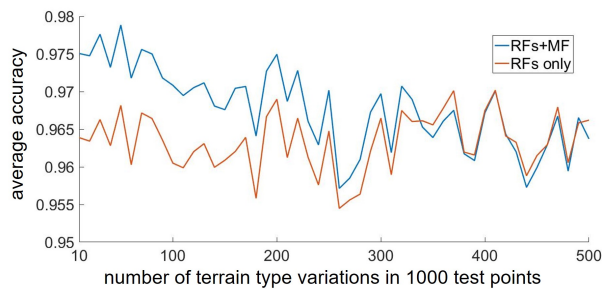 0.98
0.975
0.97
0.965
0.96
0.955
0.95
average accuracy
RFs+MF
RFs only
10 100 200 300 400 500
number of terrain type variations in 1000 test points